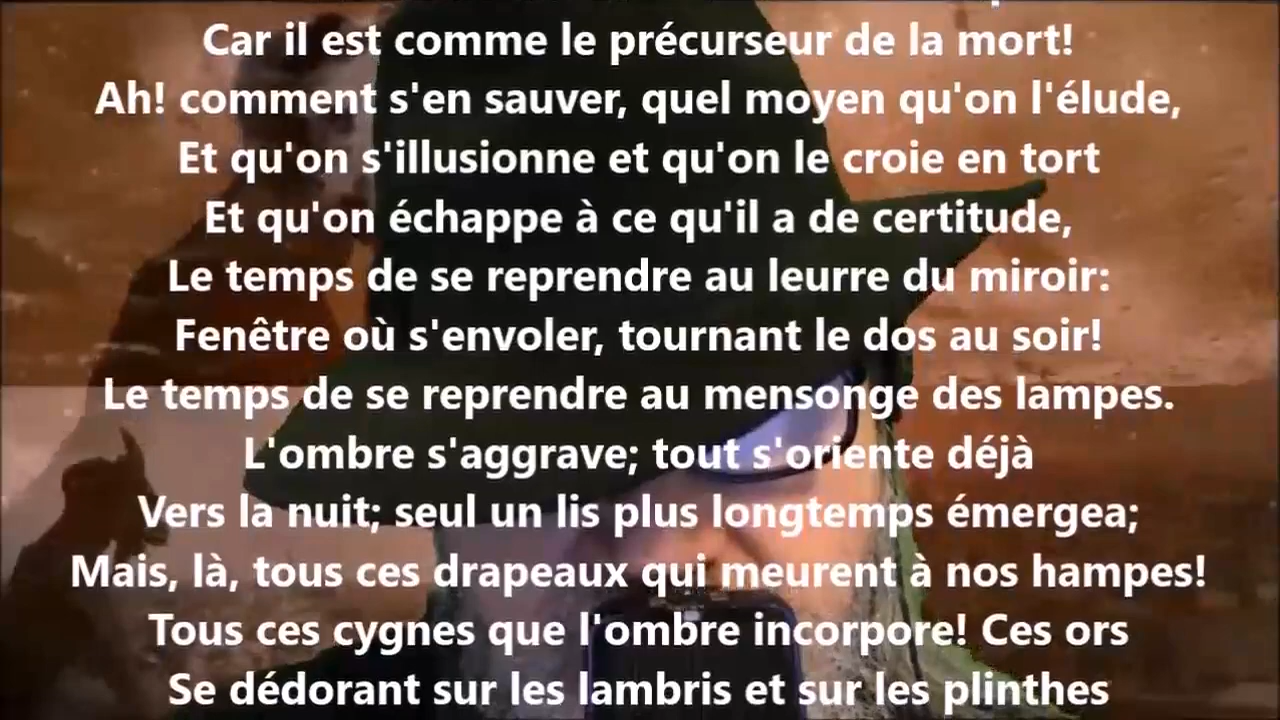 Car il est comme le précurseur de la mort!
Ah! comment s'en sauver, quel moyen qu'on l'élude,
Et qu'on s'illusionne et qu'on le croie en tort
Et qu'on échappe à ce qu'il a de certitude,
Le temps de se reprendre au leurre du miroir:
Fenêtre où s'envoler, tournant le dos au soir!
Le temps de se reprendre au mensonge des lampes.
L'ombre s'aggrave; tout s'oriente déjà
Vers la nuit; seul un lis plus longtemps émergea;
Mais, là, tous ces drapeaux qui meurent à nos hampes!
Tous ces cygnes que l'ombre incorpore! Ces ors
Se dédorant sur les lambris et sur les plinthes